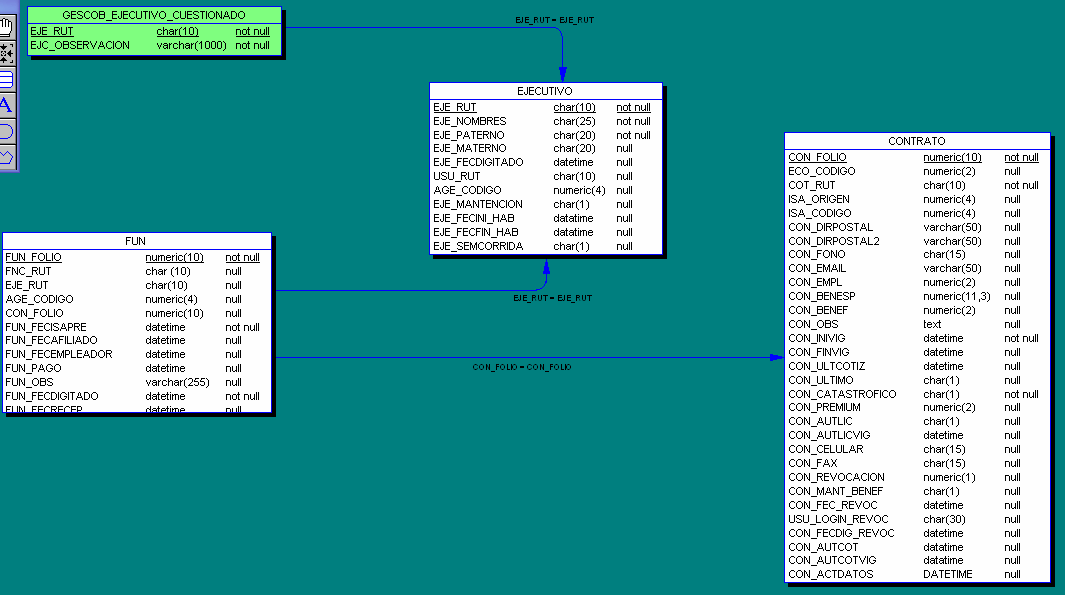 GESCOB_EJECUTIVO_CUESTIONADO
EJE_RUT char(10) not null
EJC_OBSERVACION varchar(1000) not null
EJE_RUT = EJE_RUT
EJECUTIVO
EJE_RUT char(10) not null
EJE_NOMBRES char(25) not null
EJE_PATERNO char(20) not null
EJE_MATERNO char(20) null
EJE_FECDIGITADO datetime null
USU_RUT char(10) null
AGE_CODIGO numeric(4) null
EJE_MANTENCION char(1) null
EJE_FECINI_HAB datatime null
EJE_FECFIN_HAB datatime null
EJE_SEMCORRIDA char(1) null
FUN
FUN_FOLIO numeric(10) not null
FNC_RUT char (10) null
EJE_RUT char(10) null
AGE_CODIGO numeric(4) null
CON_FOLIO numeric(10) null
FUN_FECISAPRE datetime not null
FUN_FECAFILIADO datetime null
FUN_FECEMPLEADOR datetime null
FUN_PAGO datetime null
FUN_OBS varchar(255) null
FUN_FECDIGITADO datetime not null
FUN_FECRECEP datetime null
EJE_RUT = EJE_RUT
CON_FOLIO = CON_FOLIO
CONTRATO
CON_FOLIO numeric(10) not null
ECO_CODIGO numeric(2) null
COT_RUT char(10) not null
ISA_ORIGEN numeric(4) null
ISA_CODIGO numeric(4) null
CON_DIRPOSTAL varchar(50) null
CON_DIRPOSTAL2 varchar(50) null
CON_FONO char(15) null
CON_EMAIL varchar(50) null
CON_EMPL numeric(2) null
CON_BENESP numeric(11,3) null
CON_BENEF numeric(2) null
CON_OBS text null
CON_INIVIG datetime not null
CON_FINVIG datetime null
CON_ULTCOTIZ datetime null
CON_ULTIMO char(1) null
CON_CATASTROFICO char(1) not null
CON_PREMIUM numeric(2) null
CON_AUTLIC char(1) null
CON_AUTLICVIG datetime null
CON_CELULAR char(15) null
CON_FAX char(15) null
CON_REVOCACION numeric(1) null
CON_MANT_BENEF char(1) null
CON_FEC_REVOC datetime null
USU_LOGIN_REVOC char(30) null
CON_FECDIG_REVOC datetime null
CON_AUTCOT datatime null
CON_AUTCOTVIG datetime null
CON_ACTDATOS DATETIME null